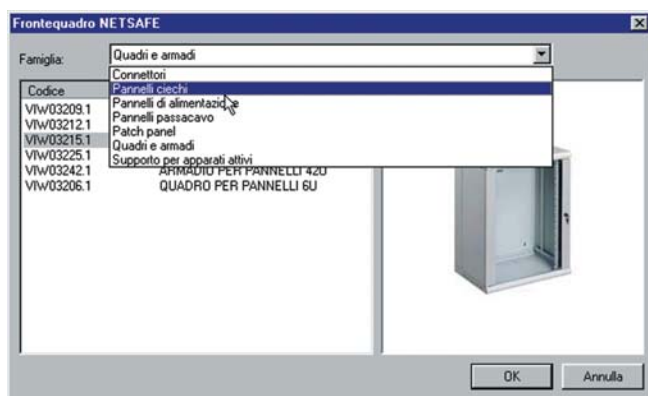 Frontequadro NETSAFE
Famiglia:
Quadri e armadi
Connettori
Pannelli ciechi
Pannelli di alimentazione
Pannelli passacavo
Patch panel
Quadri e armadi
Supporto per apparati attivi
Codice
VIW03209.1
VIW03212.1
VIW03215.1
VIW03225.1
VIW03242.1 ARMADIO PER PANNELLI 42U
VIW03206.1 QUADRO PER PANNELLI 6U
OK
Annulla